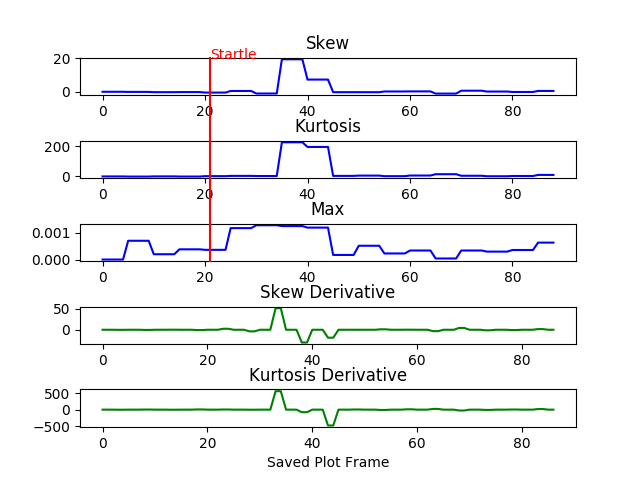 Skew
Startle
20
0
0 20 40 60 80
Kurtosis
200
0
0 20 40 60 80
Max
0.001
0.000
0 20 40 60 80
Skew Derivative
50
0
0 20 40 60 80
Kurtosis Derivative
500
0
−500
0 20 40 60 80
Saved Plot Frame